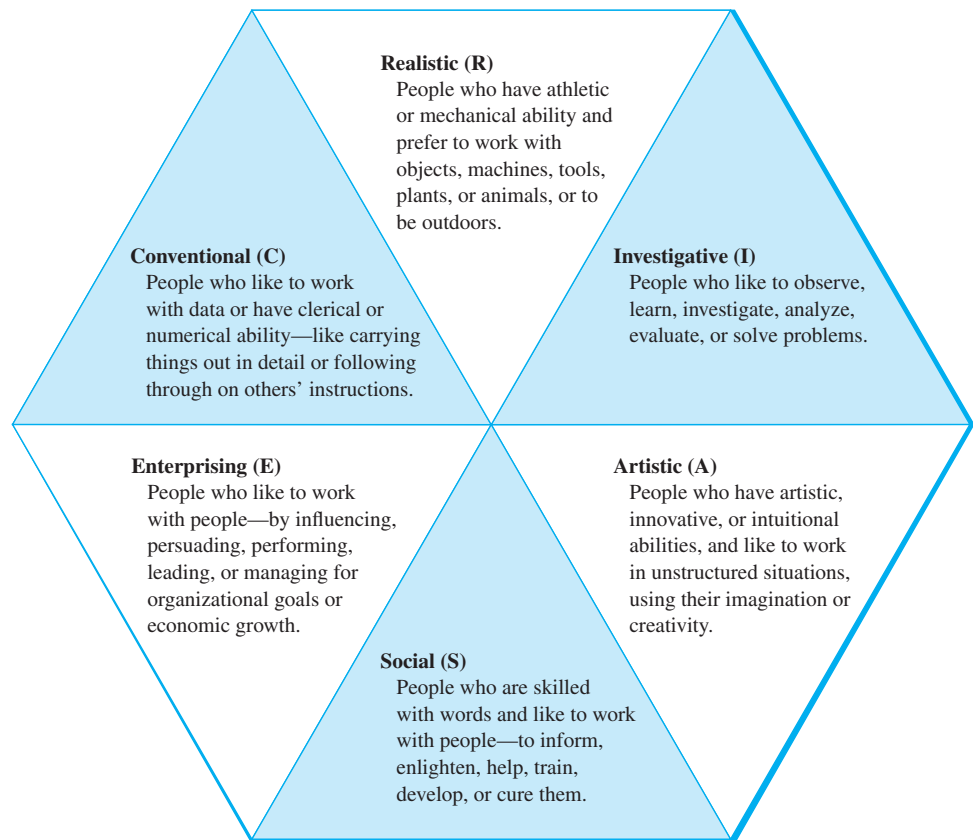 Realistic (R)
People who have athletic
or mechanical ability and
prefer to work with
objects, machines, tools,
plants, or animals, or to
be outdoors.
Conventional (C)
People who like to work
with data or have clerical or
numerical ability—like carrying
things out in detail or following
through on others’ instructions.
Investigative (I)
People who like to observe,
learn, investigate, analyze,
evaluate, or solve problems.
Enterprising (E)
People who like to work
with people—by influencing,
persuading, performing,
leading, or managing for
organizational goals or
economic growth.
Artistic (A)
People who have artistic,
innovative, or intuitional
abilities, and like to work
in unstructured situations,
using their imagination or
creativity.
Social (S)
People who are skilled
with words and like to work
with people—to inform,
enlighten, help, train,
develop, or cure them.